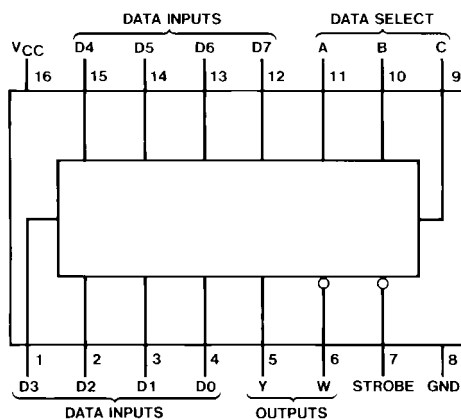 DATA INPUTS DATA SELECT
VCC D4 D5 D6 D7 A B C
16 15 14 13 12 11 10 9
1 2 3 4 5 6 7 8
D3 D2 D1 D0 Y W STROBE GND
DATA INPUTS OUTPUTS